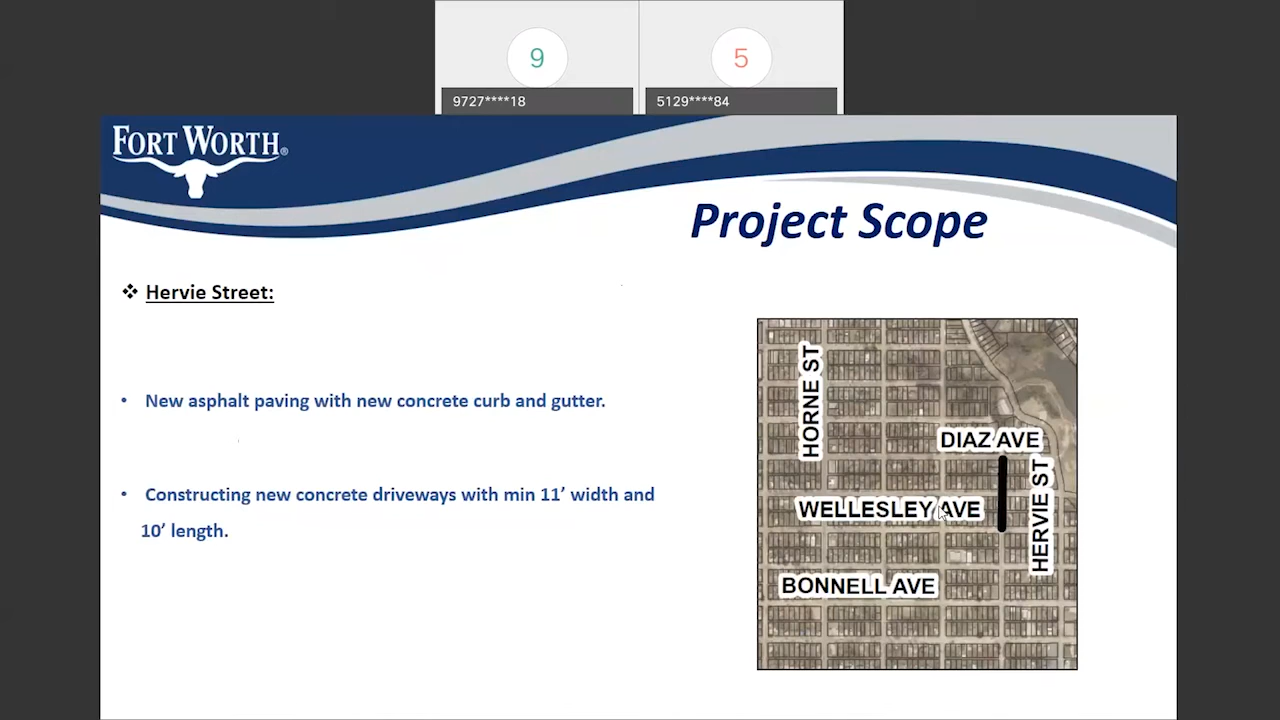 9
5
9727****18
5129****84
FORT WORTH®
Project Scope
❖ Hervie Street:
• New asphalt paving with new concrete curb and gutter.
• Constructing new concrete driveways with min 11’ width and
10’ length.
HORNE ST
DIAZ AVE
WELLESLEY AVE
HERVIE ST
BONNELL AVE